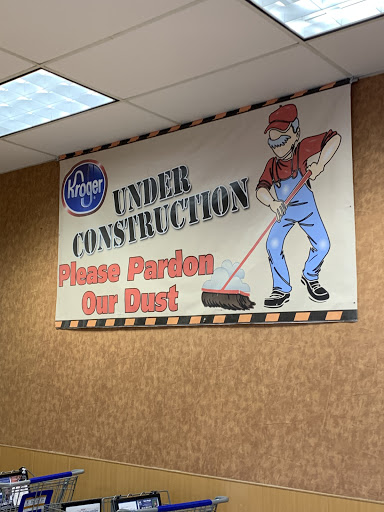 Kroger
UNDER
CONSTRUCTION
Please Pardon
Our Dust